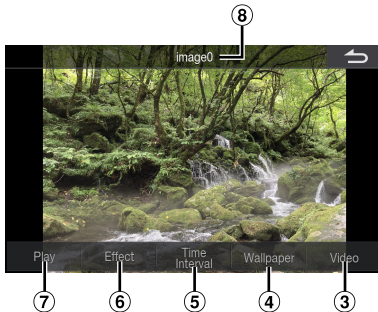 ⑧
image0
Play
Effect
Time
Interval
Wallpaper
Video
⑦
⑥
⑤
④
③